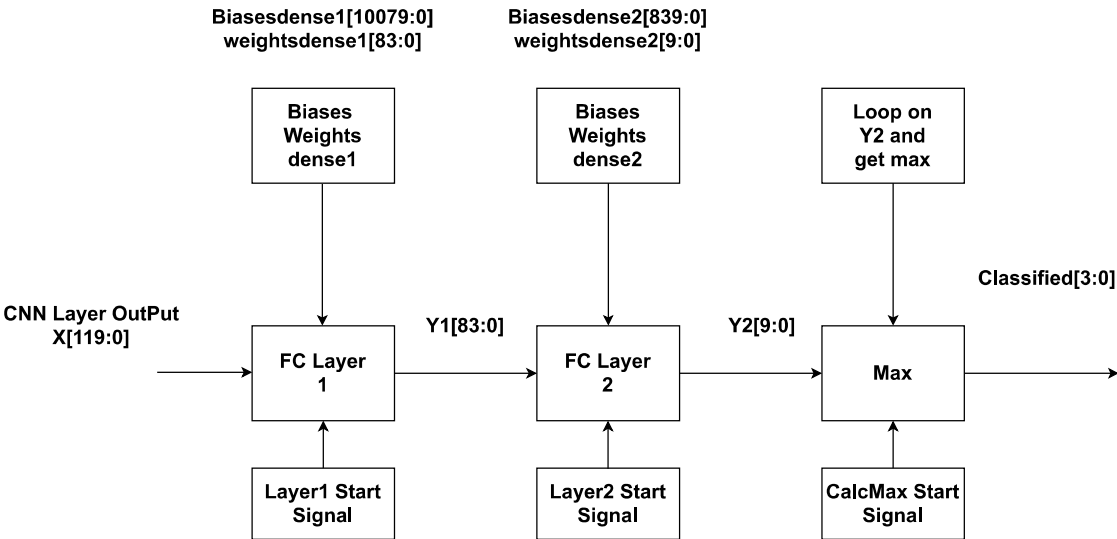 Biasesdense1[10079:0]
weightsdense1[83:0]
Biasesdense2[839:0]
weightsdense2[9:0]
Biases
Weights
dense1
Biases
Weights
dense2
Loop on
Y2 and
get max
CNN Layer OutPut
X[119:0]
FC Layer
1
Y1[83:0]
FC Layer
2
Y2[9:0]
Max
Classified[3:0]
Layer1 Start
Signal
Layer2 Start
Signal
CalcMax Start
Signal